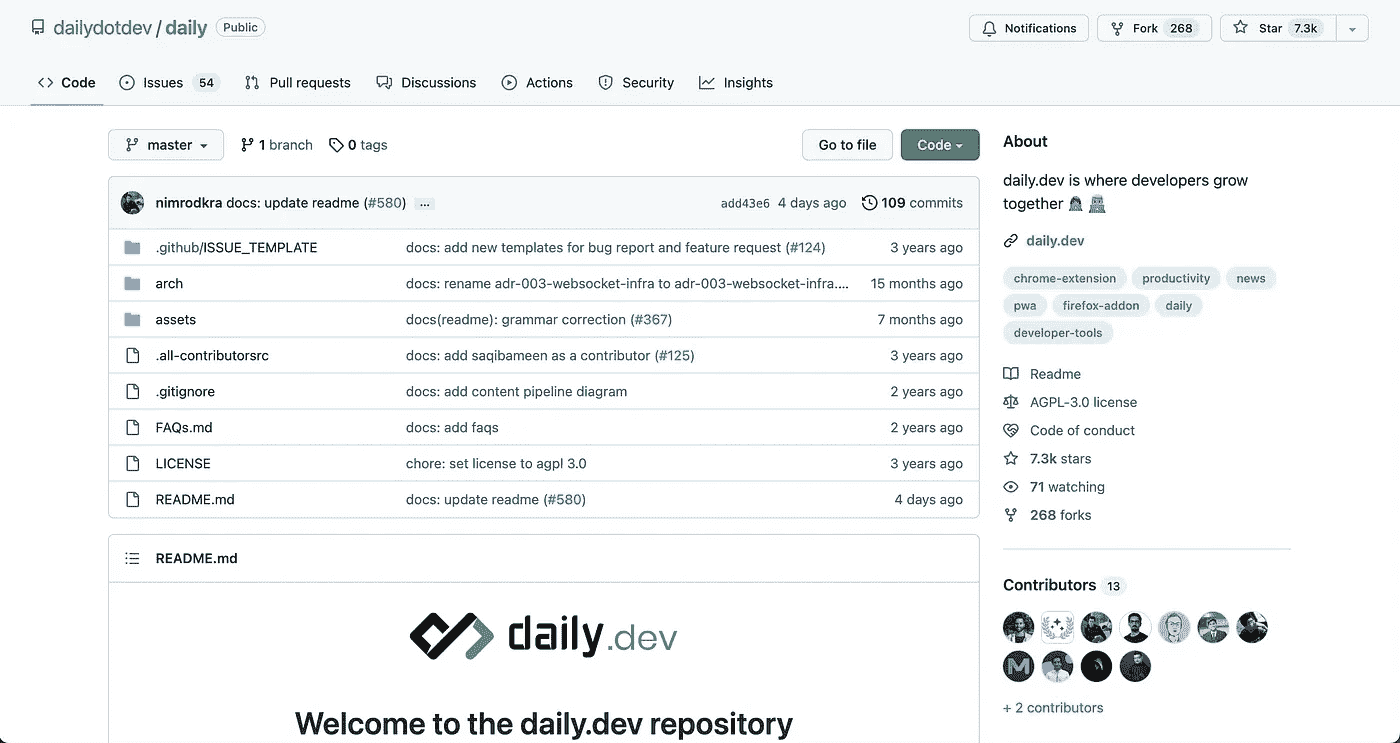 dailydotdev / daily Public Notifications Fork 268 Star 7.3k
Code Issues 54 Pull requests Discussions Actions Security Insights
master 1 branch 0 tags Go to file Code
nimrodkra docs: update readme (#580) ... add43e6 4 days ago 109 commits
.github/ISSUE_TEMPLATE docs: add new templates for bug report and feature request (#124) 3 years ago
arch docs: rename adr-003-websocket-infra to adr-003-websocket-infra.... 15 months ago
assets docs(readme): grammar correction (#367) 7 months ago
.all-contributorsrc docs: add saqibameen as a contributor (#125) 3 years ago
.gitignore docs: add content pipeline diagram 2 years ago
FAQs.md docs: add faqs 2 years ago
LICENSE chore: set license to agpl 3.0 3 years ago
README.md docs: update readme (#580) 4 days ago
README.md
daily.dev
Welcome to the daily.dev repository
About
daily.dev is where developers grow
together
daily.dev
chrome-extension productivity news
pwa firefox-addon daily
developer-tools
Readme
AGPL-3.0 license
Code of conduct
7.3k stars
71 watching
268 forks
Contributors 13
M
+ 2 contributors